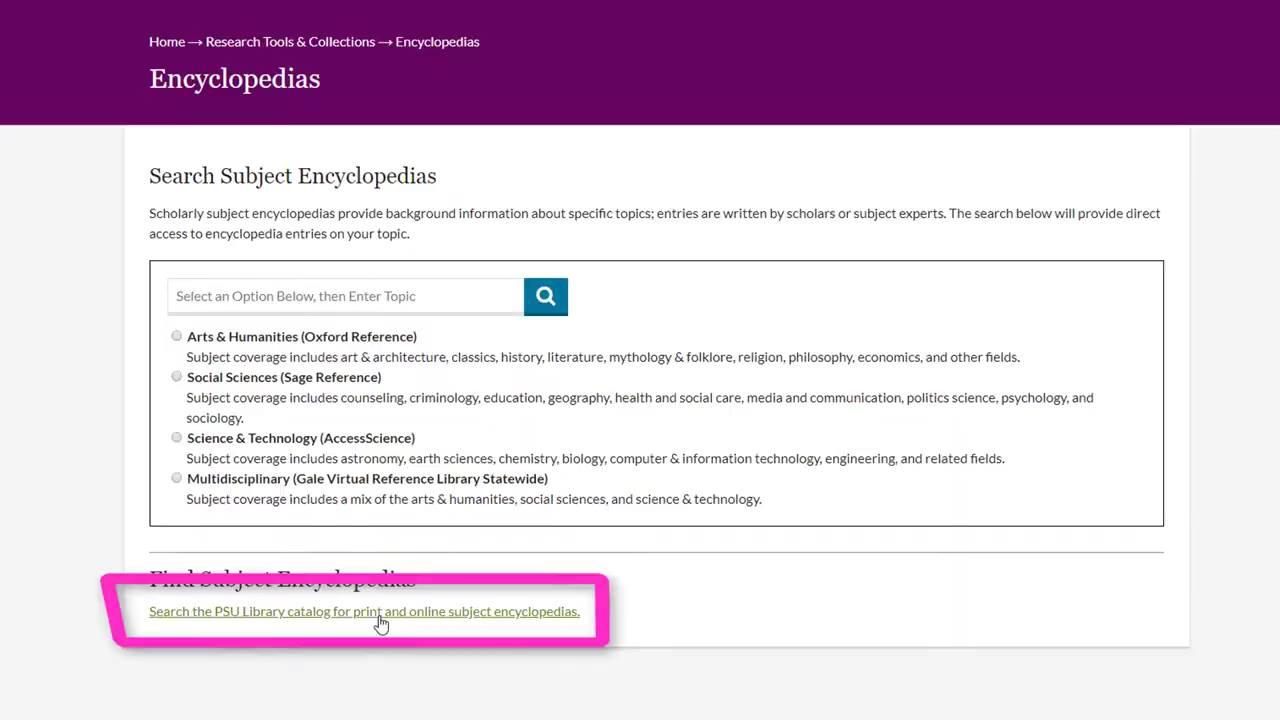 Home → Research Tools & Collections → Encyclopedias
Encyclopedias
Search Subject Encyclopedias
Scholarly subject encyclopedias provide background information about specific topics; entries are written by scholars or subject experts. The search below will provide direct
access to encyclopedia entries on your topic.
Select an Option Below, then Enter Topic
Arts & Humanities (Oxford Reference)
Subject coverage includes art & architecture, classics, history, literature, mythology & folklore, religion, philosophy, economics, and other fields.
Social Sciences (Sage Reference)
Subject coverage includes counseling, criminology, education, geography, health and social care, media and communication, politics science, psychology, and
sociology.
Science & Technology (AccessScience)
Subject coverage includes astronomy, earth sciences, chemistry, biology, computer & information technology, engineering, and related fields.
Multidisciplinary (Gale Virtual Reference Library Statewide)
Subject coverage includes a mix of the arts & humanities, social sciences, and science & technology.
Find Subject Encyclopedias
Search the PSU Library catalog for print and online subject encyclopedias.